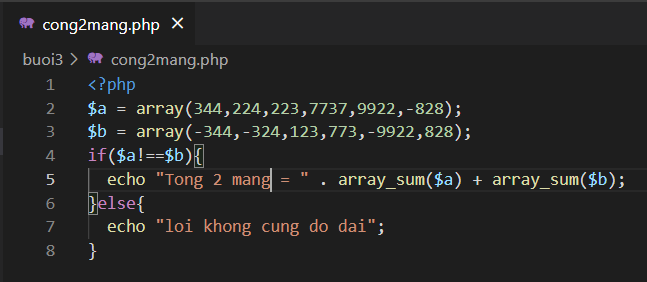 cong2mang.php ×
buoi3 > cong2mang.php
1 <?php
2 $a = array(344,224,223,7737,9922,-828);
3 $b = array(-344,-324,123,773,-9922,828);
4 if($a!==$b){
5 echo "Tong 2 mang = " . array_sum($a) + array_sum($b);
6 }else{
7 echo "loi khong cung do dai";
8 }